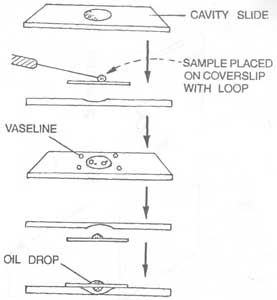 CAVITY SLIDE
SAMPLE PLACED
ON COVERSLIP
WITH LOOP
VASELINE
OIL DROP